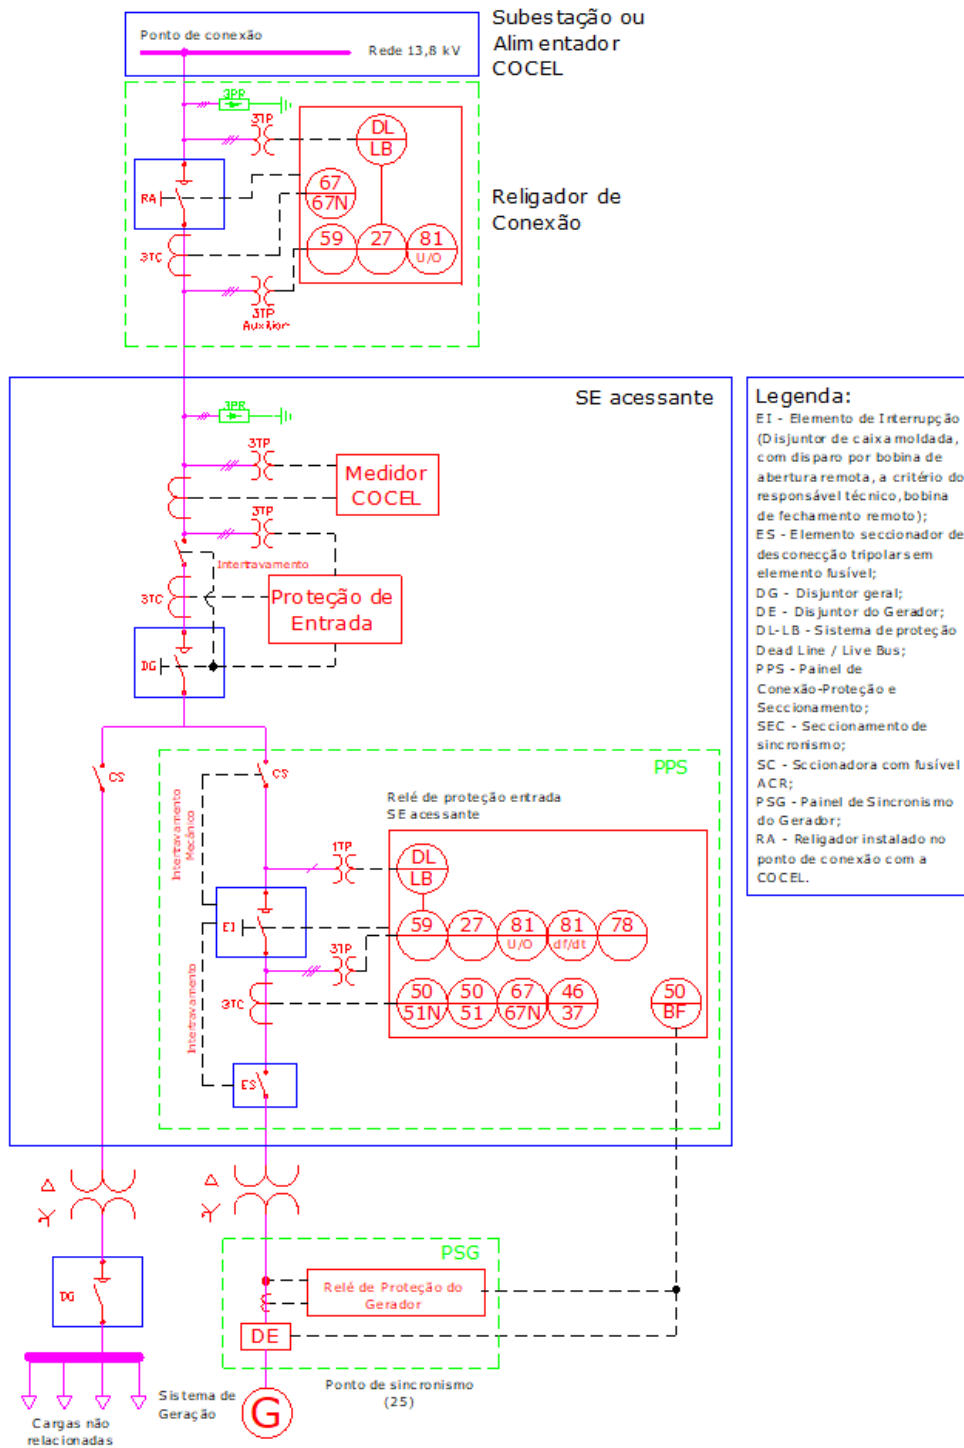 Subestação ou
Alimentador
COCEL
Ponto de conexão
Rede 13,8 kV
3PR
3TP
DL
LB
RA
67
67N
Religador de
Conexão
3TC
59
27
81
U/O
3TP
Auxiliar
SE acessante
3PR
3TP
Medidor
COCEL
3TP
Intertravamento
3TC
Proteção de
Entrada
DG
CS
PPS
CS
Relé de proteção entrada
SE acessante
Intertravamento
Mecânico
1TP
DL
LB
EI
59
27
81
U/O
81
df/dt
78
3TP
Intertravamento
3TC
50
51N
50
51
67
67N
46
37
50
BF
ES
PSG
Relé de Proteção do
Gerador
DG
DE
Ponto de sincronismo
(25)
Sistema de
Geração
G
Cargas não
relacionadas
Legenda:
EI - Elemento de Interrupção
(Disjuntor de caixa moldada,
com disparo por bobina de
abertura remota, a critério do
responsável técnico, bobina
de fechamento remoto);
ES - Elemento seccionador de
desconecção tripolar sem
elemento fusível;
DG - Disjuntor geral;
DE - Disjuntor do Gerador;
DL-LB - Sistema de proteção
Dead Line / Live Bus;
PPS - Painel de
Conexão-Proteção e
Seccionamento;
SEC - Seccionamento de
sincronismo;
SC - Sccionadora com fusível
ACR;
PSG - Painel de Sincronismo
do Gerador;
RA - Religador instalado no
ponto de conexão com a
COCEL.